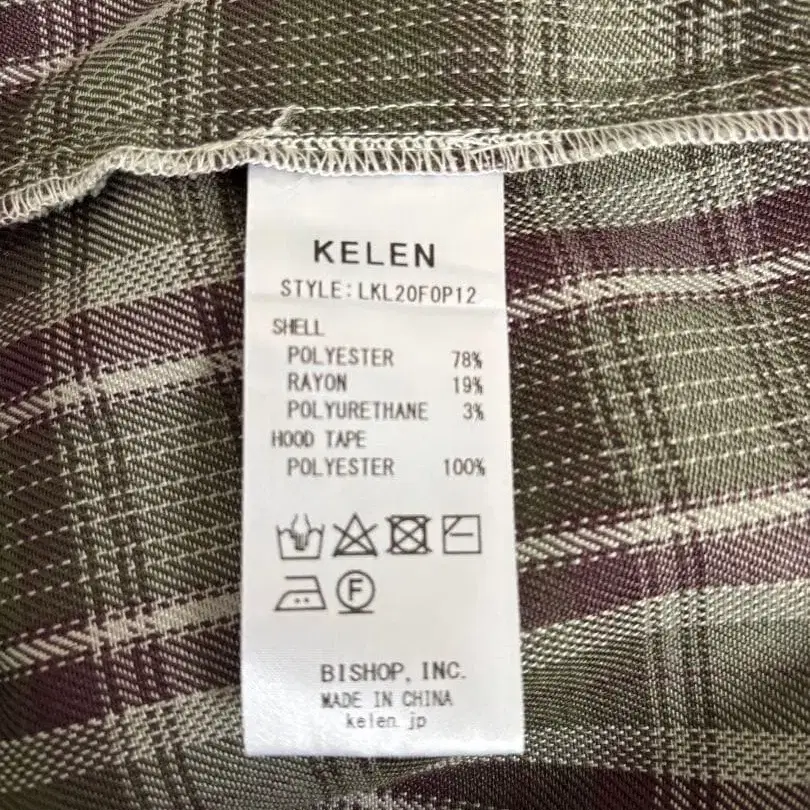 KELEN
STYLE:LKL20FOP12
SHELL
POLYESTER 78%
RAYON 19%
POLYURETHANE 3%
HOOD TAPE
POLYESTER 100%
F
BISHOP, INC.
MADE IN CHINA
kelen.jp